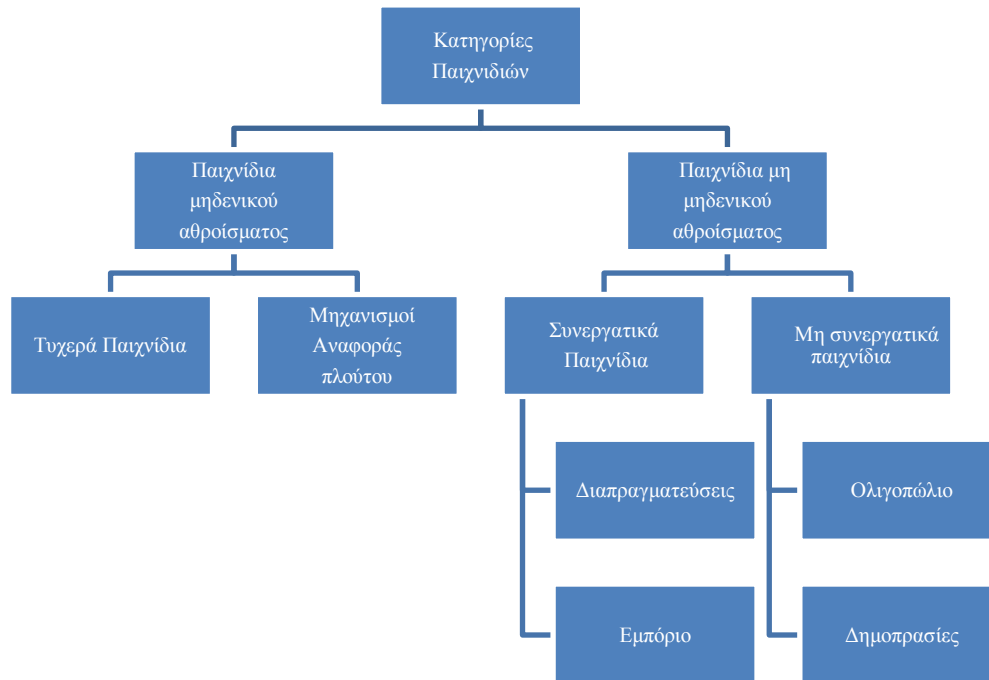 Κατηγορίες
Παιχνιδιών
Παιχνίδια
μηδενικού
αθροίσματος
Παιχνίδια μη
μηδενικού
αθροίσματος
Τυχερά Παιχνίδια
Μηχανισμοί
Αναφοράς
πλούτου
Συνεργατικά
Παιχνίδια
Μη συνεργατικά
παιχνίδια
Διαπραγματεύσεις
Ολιγοπώλιο
Εμπόριο
Δημοπρασίες